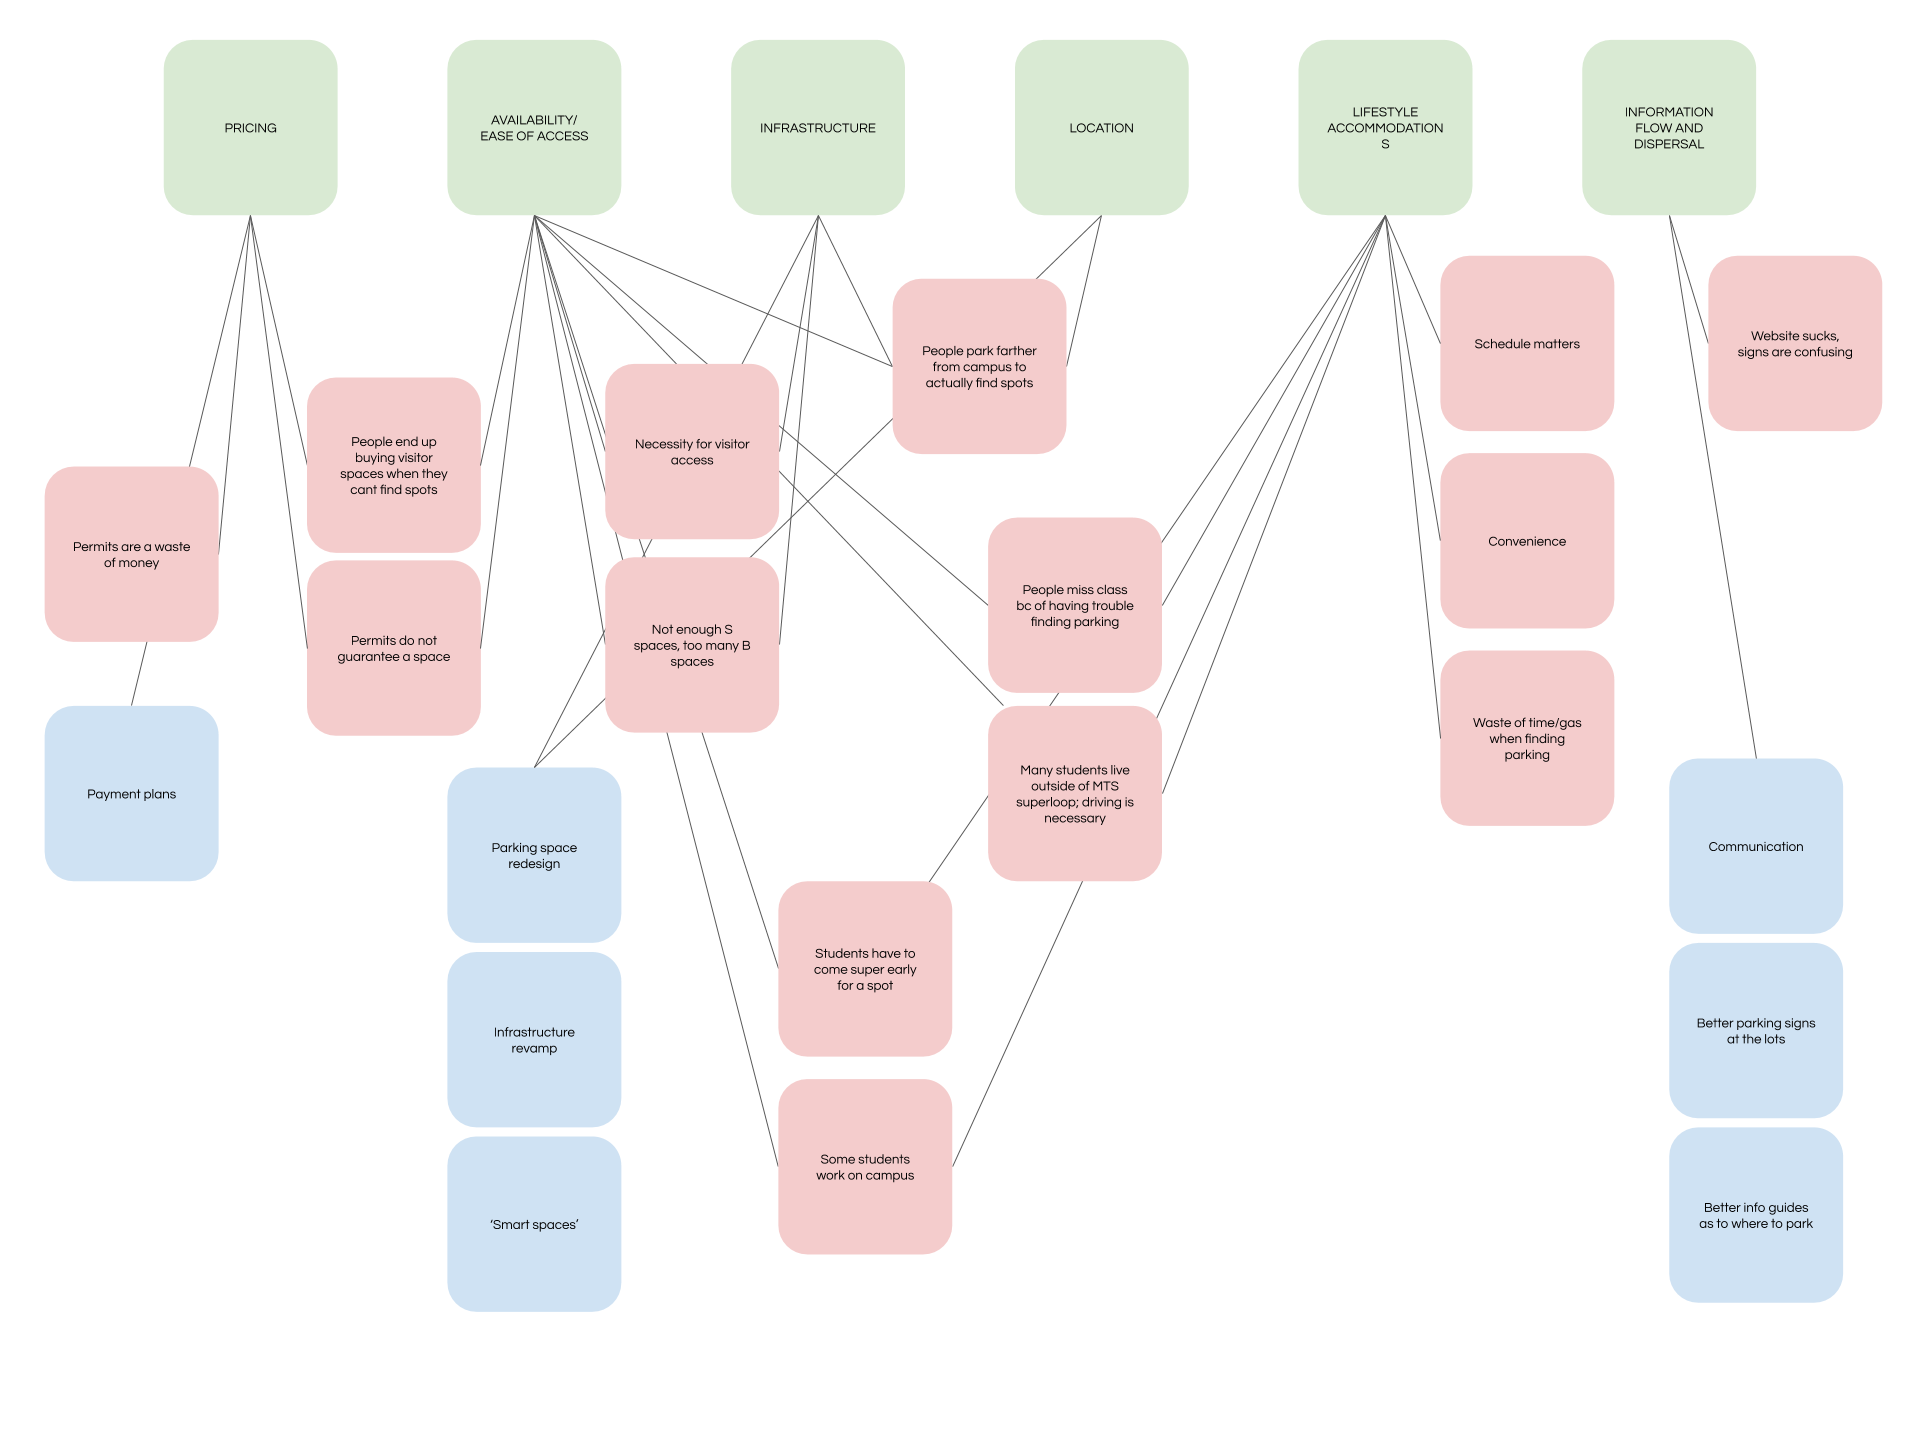 PRICING
AVAILABILITY/
EASE OF ACCESS
INFRASTRUCTURE
LOCATION
LIFESTYLE
ACCOMMODATION
S
INFORMATION
FLOW AND
DISPERSAL
Schedule matters
Website sucks,
signs are confusing
People park farther
from campus to
actually find spots
People end up
buying visitor
spaces when they
cant find spots
Necessity for visitor
access
Permits are a waste
of money
Convenience
People miss class
bc of having trouble
finding parking
Permits do not
guarantee a space
Not enough S
spaces, too many B
spaces
Waste of time/gas
when finding
parking
Many students live
outside of MTS
superloop; driving is
necessary
Payment plans
Parking space
redesign
Communication
Students have to
come super early
for a spot
Infrastructure
revamp
Better parking signs
at the lots
Some students
work on campus
'Smart spaces'
Better info guides
as to where to park